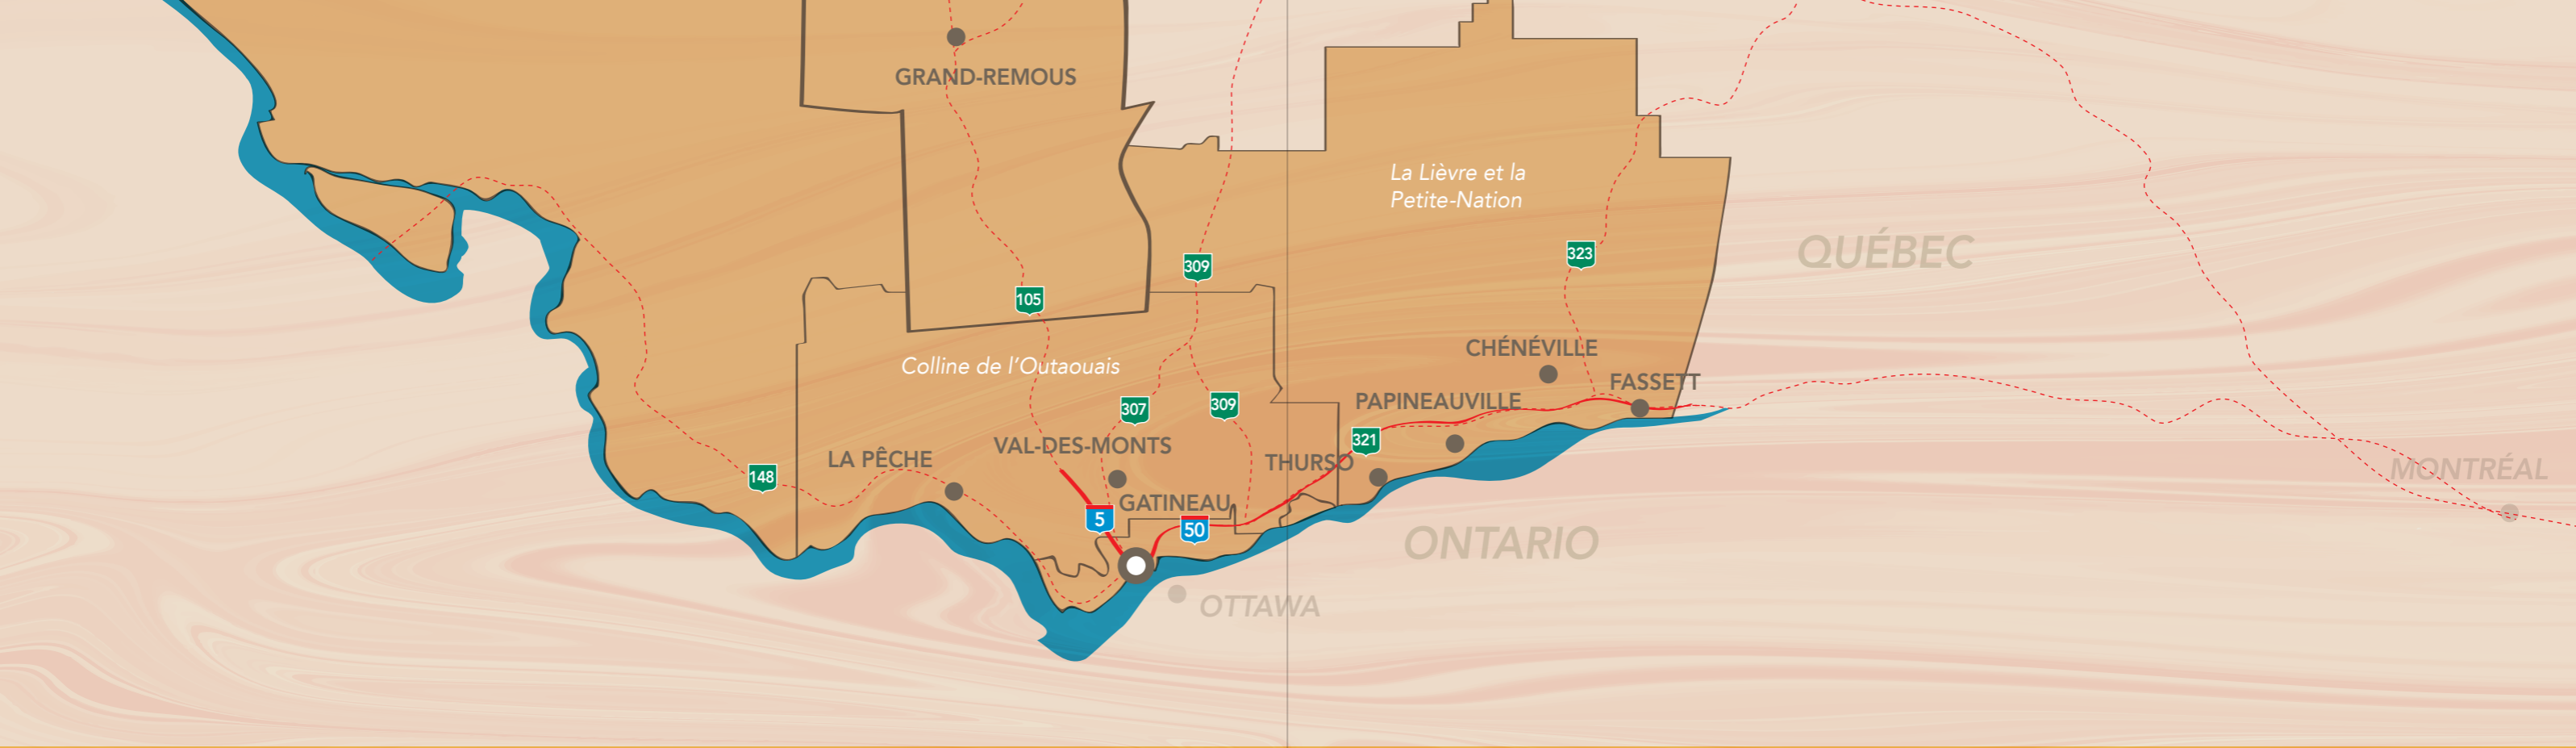 GRAND-REMOUS
La Lièvre et la
Petite-Nation
QUÉBEC
323
309
105
CHÉNÉVILLE
Colline de l’Outaouais
FASSETT
PAPINEAUVILLE
307
309
321
VAL-DES-MONTS
LA PÊCHE
THURSO
MONTRÉAL
148
GATINEAU
5
50
ONTARIO
OTTAWA